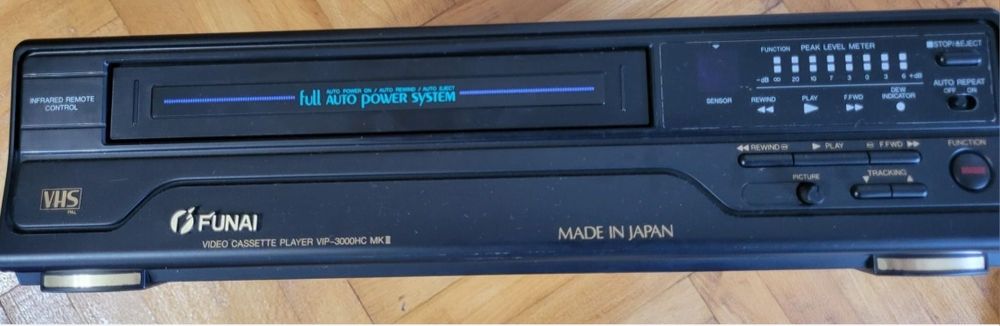 INFRARED REMOTE
CONTROL
AUTO POWER ON / AUTO REWIND / AUTO EJECT
full AUTO POWER SYSTEM
SENSOR
FUNCTION PEAK LEVEL METER
-dB ∞ 20 10 7 3 0 3 6 +dB
REWIND PLAY F.FWD DEW
INDICATOR
STOP/EJECT
AUTO REPEAT
OFF ON
REWIND PLAY F.FWD
FUNCTION
PICTURE
TRACKING
VHS
PAL
FUNAI
VIDEO CASSETTE PLAYER VIP-3000HC MKII
MADE IN JAPAN